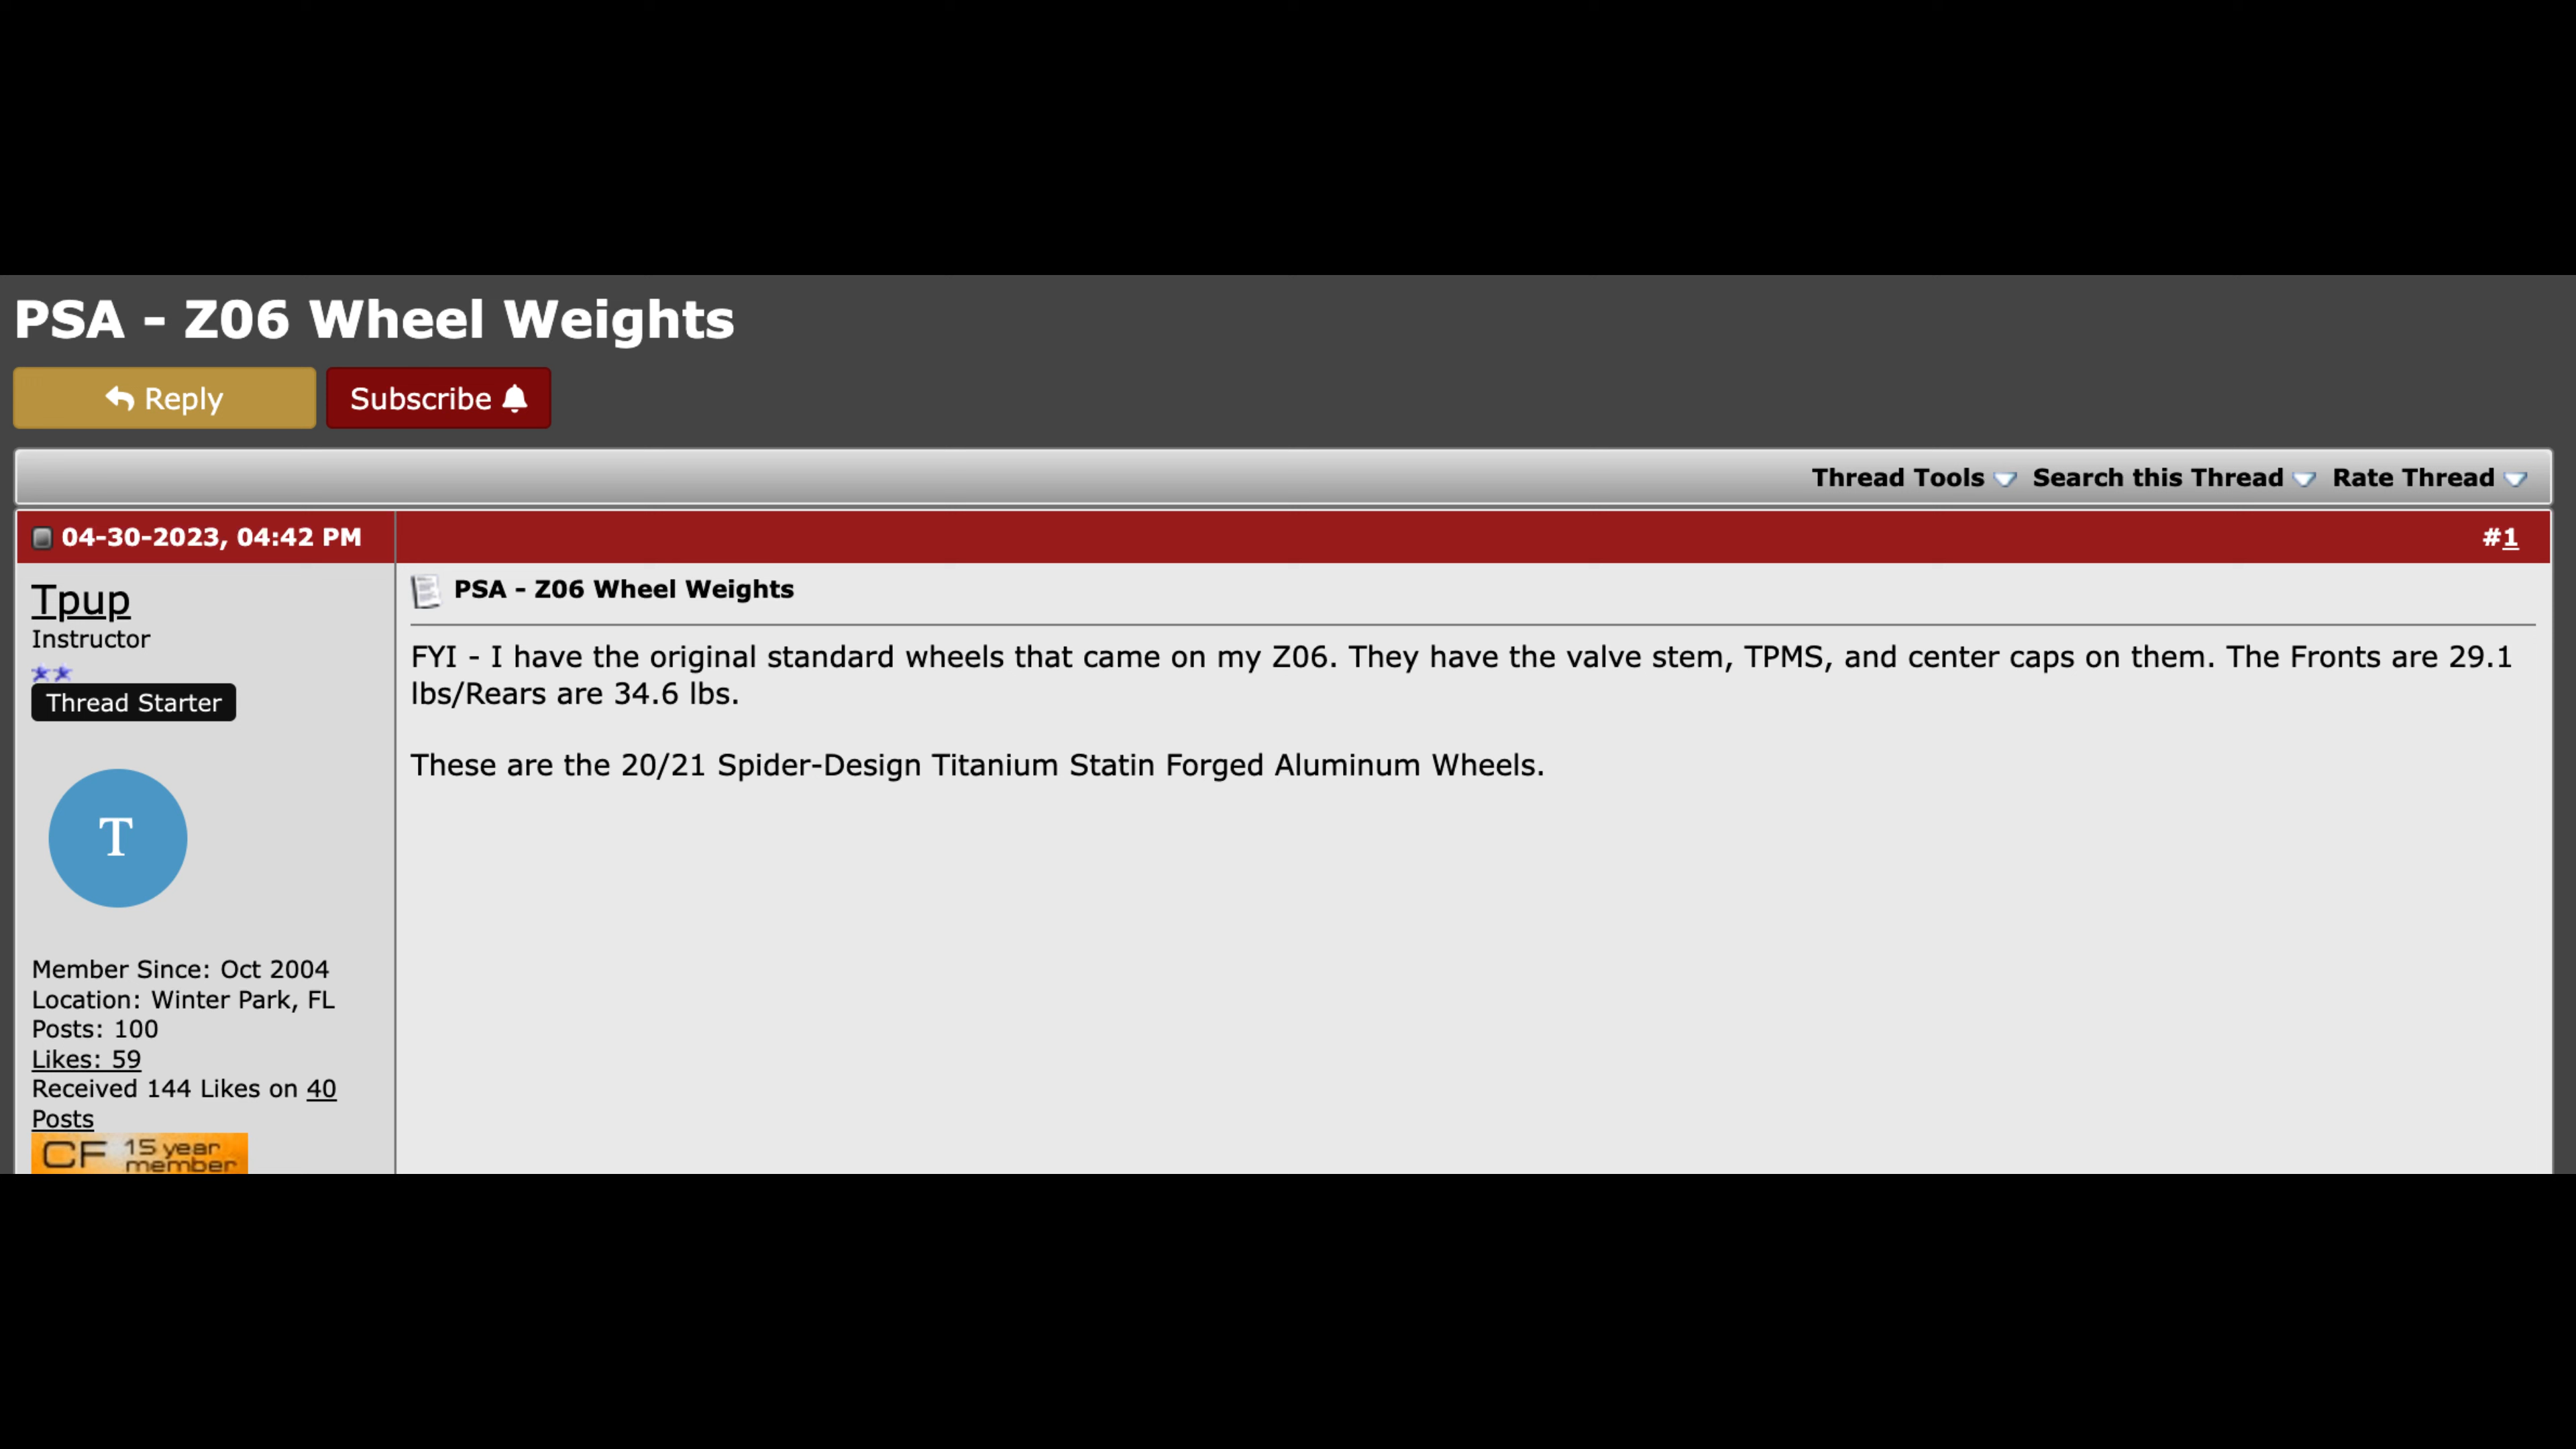 PSA - Z06 Wheel Weights
Reply
Subscribe
Thread Tools Search this Thread Rate Thread
04-30-2023, 04:42 PM
#1
Tpup
Instructor
Thread Starter
T
Member Since: Oct 2004
Location: Winter Park, FL
Posts: 100
Likes: 59
Received 144 Likes on 40
Posts
CF 15 year
member
PSA - Z06 Wheel Weights
FYI - I have the original standard wheels that came on my Z06. They have the valve stem, TPMS, and center caps on them. The Fronts are 29.1
lbs/Rears are 34.6 lbs.
These are the 20/21 Spider-Design Titanium Statin Forged Aluminum Wheels.